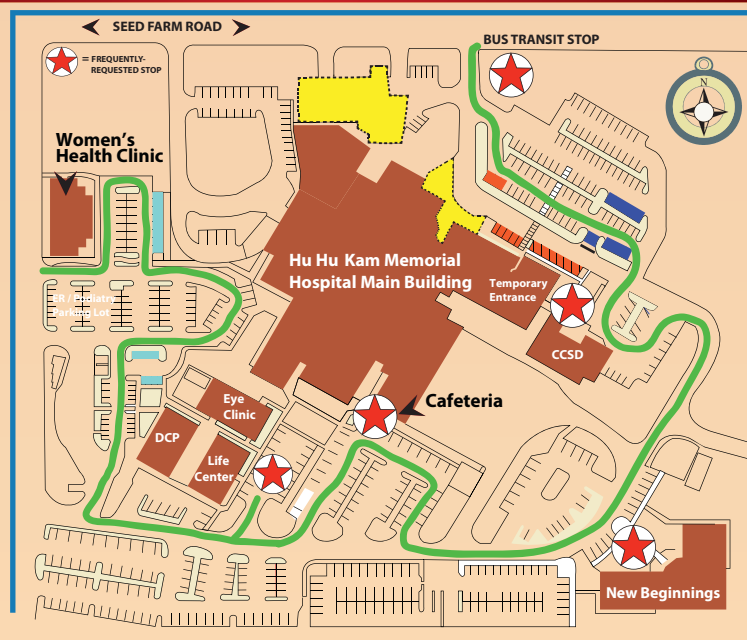 SEED FARM ROAD
BUS TRANSIT STOP
= FREQUENTLY-
REQUESTED STOP
N
Women's
Health Clinic
Hu Hu Kam Memorial
Hospital Main Building
Temporary
Entrance
ER / Podiatry
Parking Lot
CCSD
Eye
Clinic
Cafeteria
DCP
Life
Center
New Beginnings